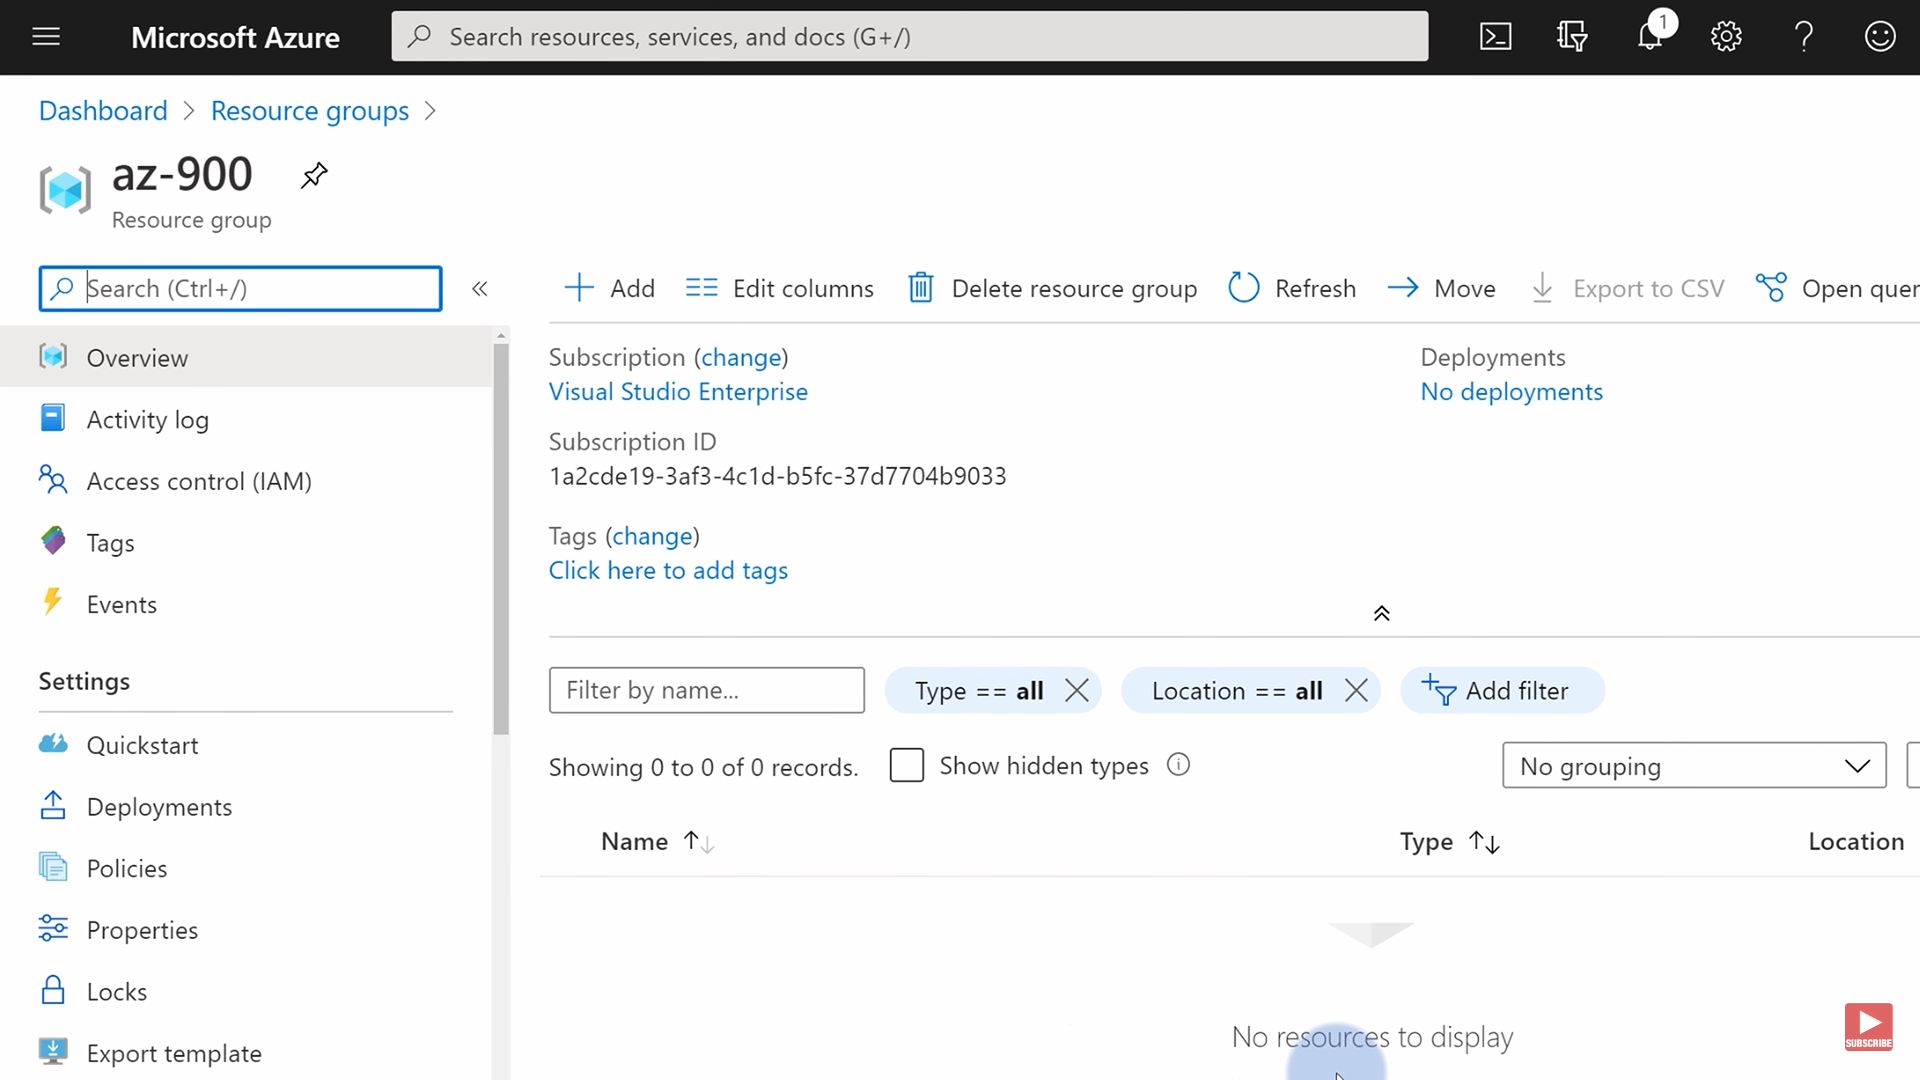 Microsoft Azure
Search resources, services, and docs (G+/)
1
Dashboard > Resource groups >
az-900
Resource group
Search (Ctrl+/)
«
Add
Edit columns
Delete resource group
Refresh
Move
Export to CSV
Open quer
Overview
Activity log
Access control (IAM)
Tags
Events
Settings
Quickstart
Deployments
Policies
Properties
Locks
Export template
Subscription (change)
Visual Studio Enterprise
Subscription ID
1a2cde19-3af3-4c1d-b5fc-37d7704b9033
Tags (change)
Click here to add tags
Deployments
No deployments
Filter by name...
Type == all
Location == all
Add filter
Showing 0 to 0 of 0 records.
Show hidden types
No grouping
Name
Type
Location
No resources to display
SUBSCRIBE